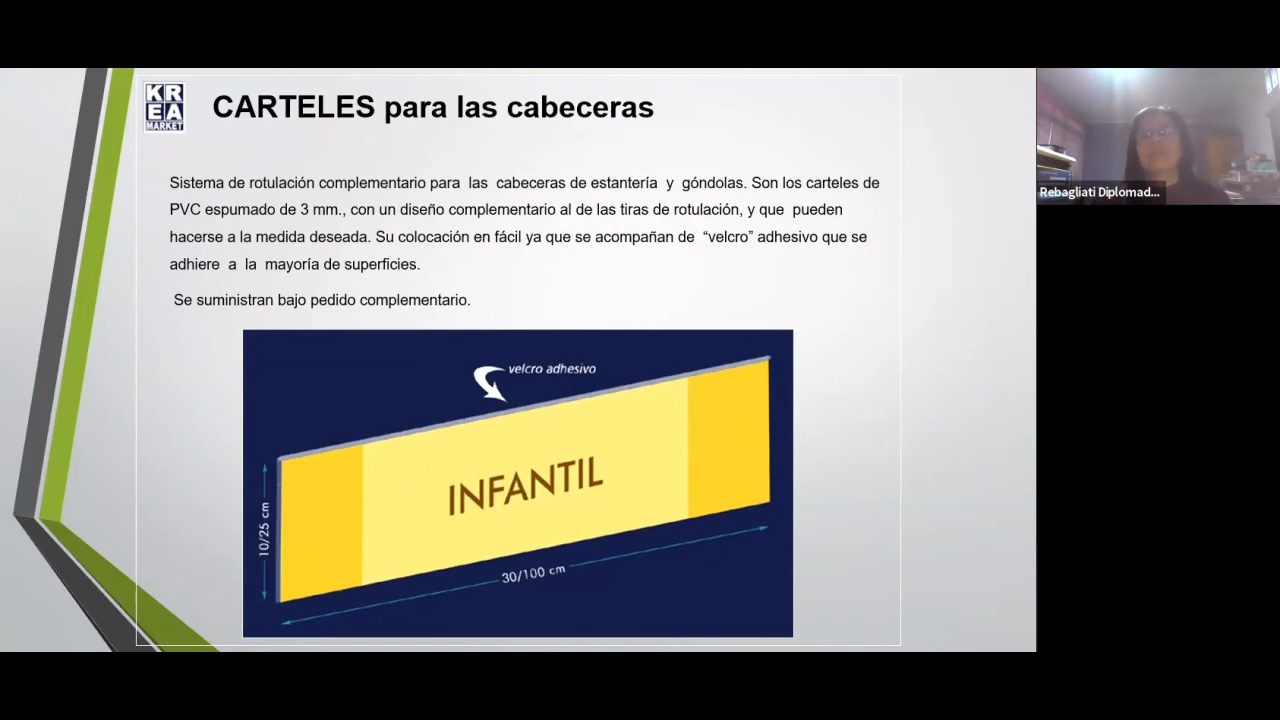 KR
EA
MARKET
CARTELES para las cabeceras
Sistema de rotulación complementario para las cabeceras de estantería y góndolas. Son los carteles de
PVC espumado de 3 mm., con un diseño complementario al de las tiras de rotulación, y que pueden
hacerse a la medida deseada. Su colocación en fácil ya que se acompañan de “velcro” adhesivo que se
adhiere a la mayoría de superficies.
Se suministran bajo pedido complementario.
velcro adhesivo
INFANTIL
10/25 cm
30/100 cm
Rebagliati Diplomad...